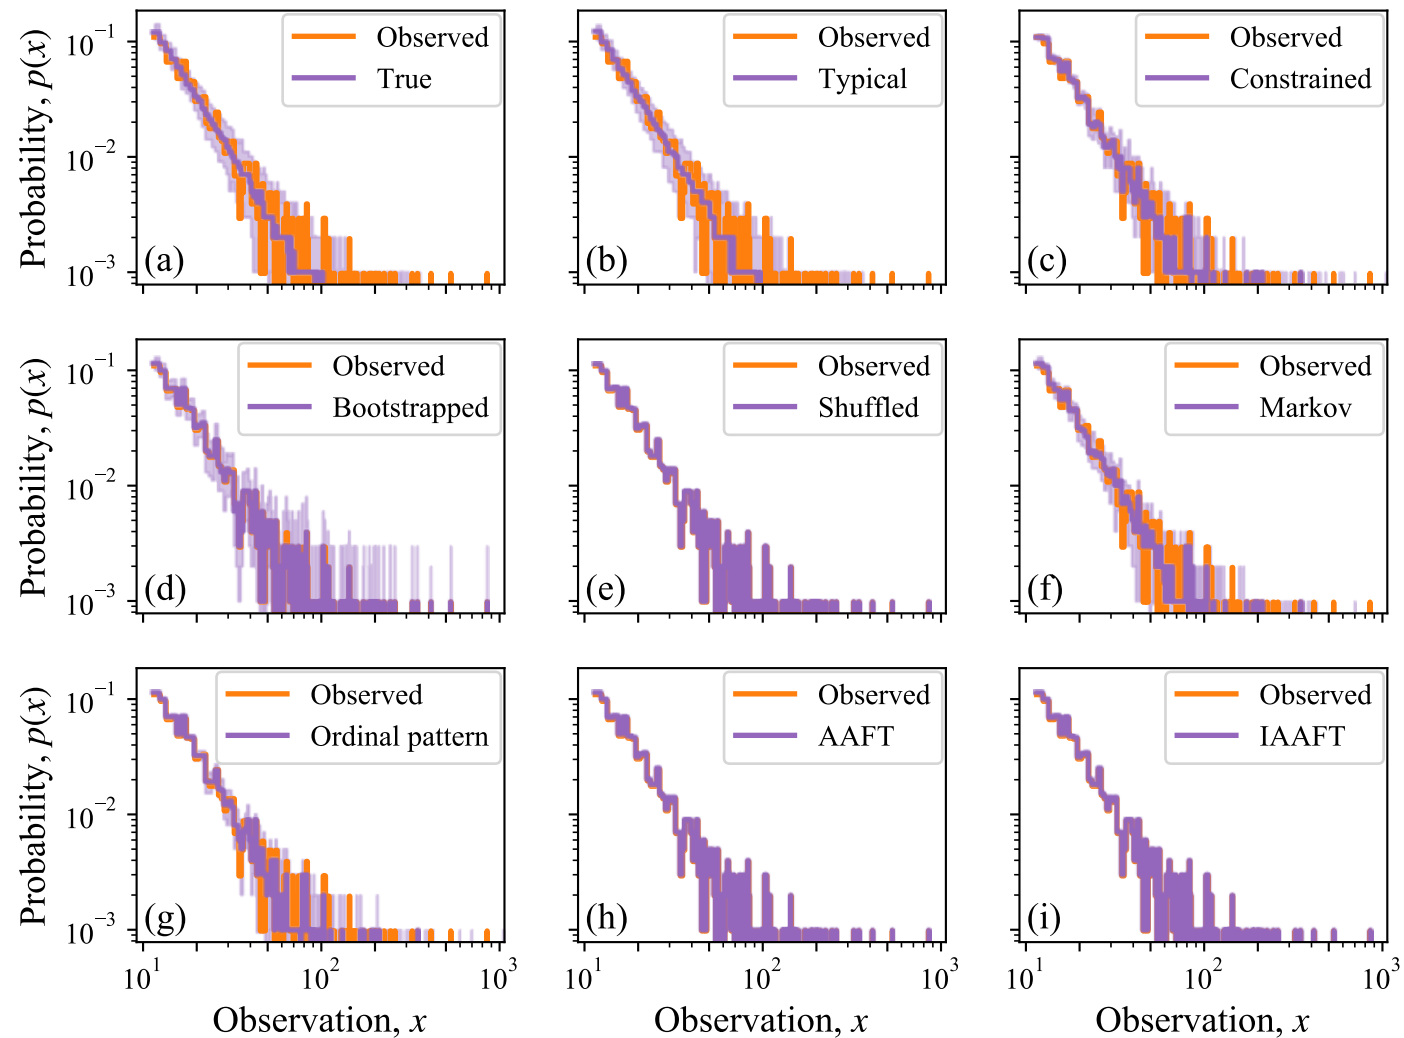 Probability, p(x)
10⁻¹
10⁻²
10⁻³
Observed
True
(a)
Observed
Typical
(b)
Observed
Constrained
(c)
Probability, p(x)
10⁻¹
10⁻²
10⁻³
Observed
Bootstrapped
(d)
Observed
Shuffled
(e)
Observed
Markov
(f)
Probability, p(x)
10⁻¹
10⁻²
10⁻³
Observed
Ordinal pattern
(g)
Observed
AAFT
(h)
Observed
IAAFT
(i)
10¹ 10² 10³
10¹ 10² 10³
10¹ 10² 10³
Observation, x
Observation, x
Observation, x